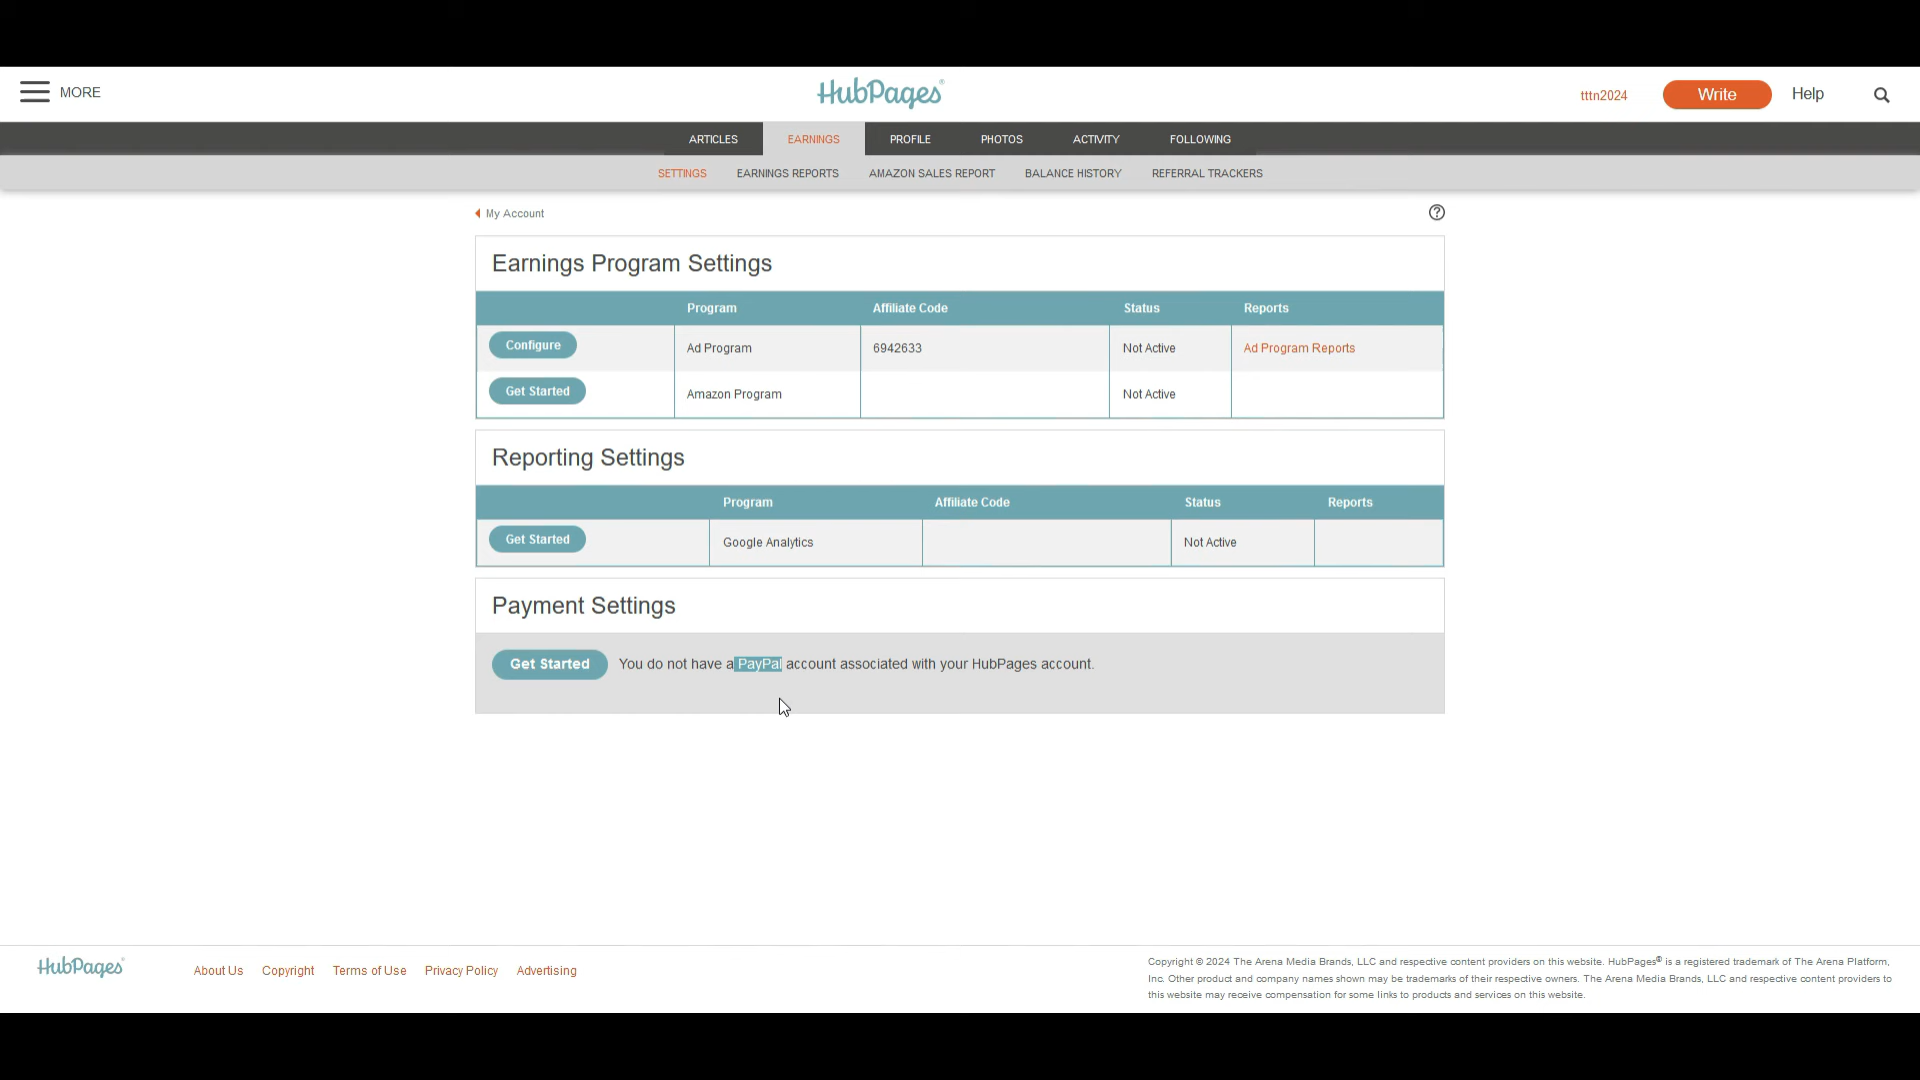 MORE
HubPages®
tttn2024
Write
Help
ARTICLES
EARNINGS
PROFILE
PHOTOS
ACTIVITY
FOLLOWING
SETTINGS
EARNINGS REPORTS
AMAZON SALES REPORT
BALANCE HISTORY
REFERRAL TRACKERS
My Account
?
Earnings Program Settings
Program Affiliate Code Status Reports
Configure Ad Program 6942633 Not Active Ad Program Reports
Get Started Amazon Program Not Active
Reporting Settings
Program Affiliate Code Status Reports
Get Started Google Analytics Not Active
Payment Settings
Get Started You do not have a PayPal account associated with your HubPages account.
HubPages®
About Us
Copyright
Terms of Use
Privacy Policy
Advertising
Copyright © 2024 The Arena Media Brands, LLC and respective content providers on this website. HubPages® is a registered trademark of The Arena Platform,
Inc. Other product and company names shown may be trademarks of their respective owners. The Arena Media Brands, LLC and respective content providers to
this website may receive compensation for some links to products and services on this website.